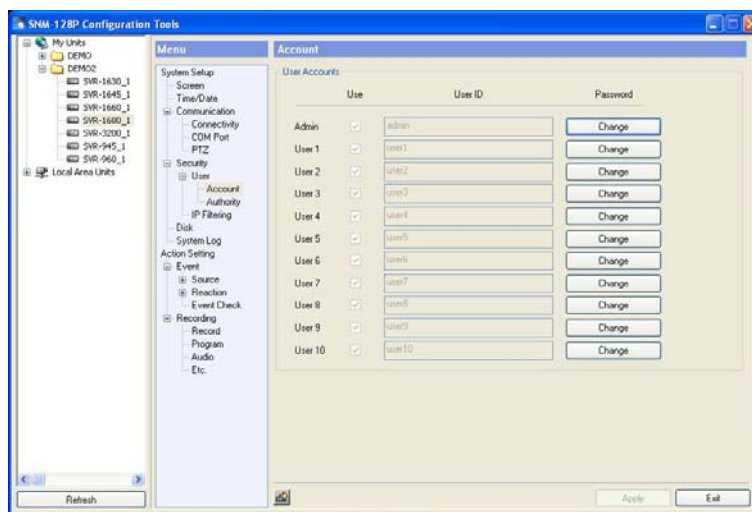 SNM-128P Configuration Tools
My Units
DEMO
DEMO2
SVR-1630_1
SVR-1645_1
SVR-1660_1
SVR-1600_1
SVR-3200_1
SVR-945_1
SVR-960_1
Local Area Units
Refresh
Menu
System Setup
Screen
Time/Date
Communication
Connectivity
COM Port
PTZ
Security
User
Account
Authority
IP Filtering
Disk
System Log
Action Setting
Event
Source
Reaction
Event Check
Recording
Record
Program
Audio
Etc.
Account
User Accounts
Use User ID Password
Admin admin Change
User 1 user1 Change
User 2 user2 Change
User 3 user3 Change
User 4 user4 Change
User 5 user5 Change
User 6 user6 Change
User 7 user7 Change
User 8 user8 Change
User 9 user9 Change
User 10 user10 Change
Apply Exit